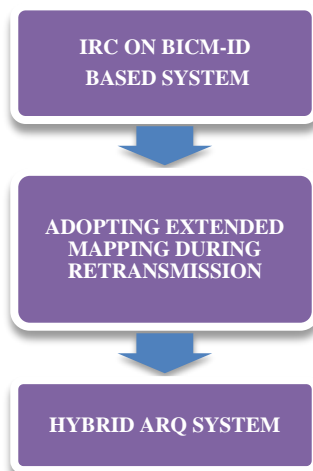 IRC ON BICM-ID
BASED SYSTEM
ADOPTING EXTENDED
MAPPING DURING
RETRANSMISSION
HYBRID ARQ SYSTEM